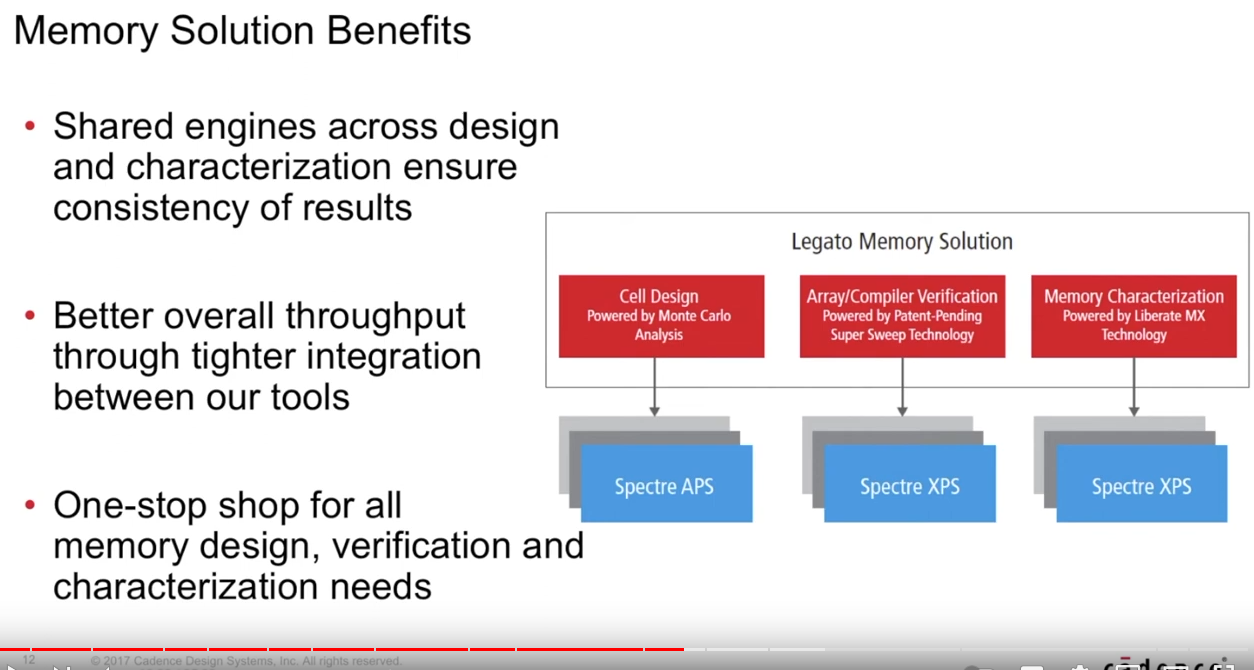 Memory Solution Benefits
• Shared engines across design
and characterization ensure
consistency of results
• Better overall throughput
through tighter integration
between our tools
• One-stop shop for all
memory design, verification and
characterization needs
Legato Memory Solution
Cell Design
Powered by Monte Carlo
Analysis
Array/Compiler Verification
Powered by Patent-Pending
Super Sweep Technology
Memory Characterization
Powered by Liberate MX
Technology
Spectre APS
Spectre XPS
Spectre XPS
12
© 2017 Cadence Design Systems, Inc. All rights reserved.